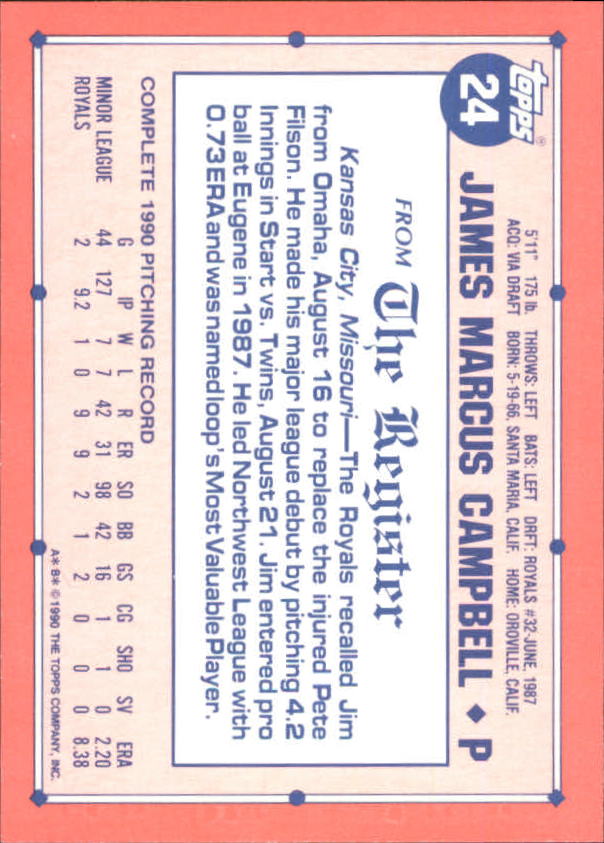 topps®
24
JAMES MARCUS CAMPBELL ♦ P
5'11" 175 lb. THROWS: LEFT BATS: LEFT DRFT: ROYALS #32-JUNE, 1987
ACQ: VIA DRAFT BORN: 5-19-66, SANTA MARIA, CALIF. HOME: OROVILLE, CALIF.
FROM The Register
Kansas City, Missouri—The Royals recalled Jim
from Omaha, August 16 to replace the injured Pete
Filson. He made his major league debut by pitching 4.2
Innings in Start vs. Twins, August 21. Jim entered pro
ball at Eugene in 1987. He led Northwest League with
0.73 ERA and was named loop's Most Valuable Player.
COMPLETE 1990 PITCHING RECORD
G IP W L R ER SO BB GS CG SHO SV ERA
MINOR LEAGUE 44 127 7 7 42 31 98 42 16 1 1 0 2.20
ROYALS 2 9.2 1 0 9 9 2 1 2 0 0 0 8.38
A* B* © 1990 THE TOPPS COMPANY, INC.